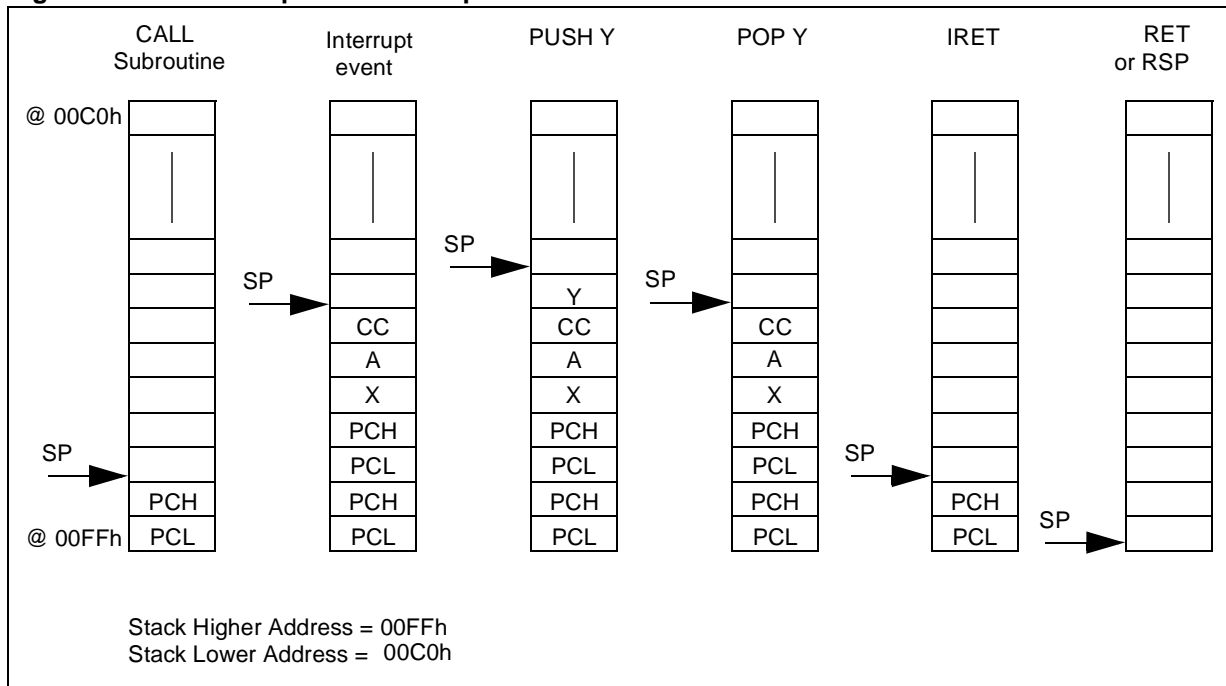 CALL
Subroutine
Interrupt
event
PUSH Y
POP Y
IRET
RET
or RSP
@ 00C0h
SP
PCH
PCL
@ 00FFh
SP
CC
A
X
PCH
PCL
PCH
PCL
SP
Y
CC
A
X
PCH
PCL
PCH
PCL
SP
CC
A
X
PCH
PCL
PCH
PCL
SP
PCH
PCL
SP
Stack Higher Address = 00FFh
Stack Lower Address = 00C0h